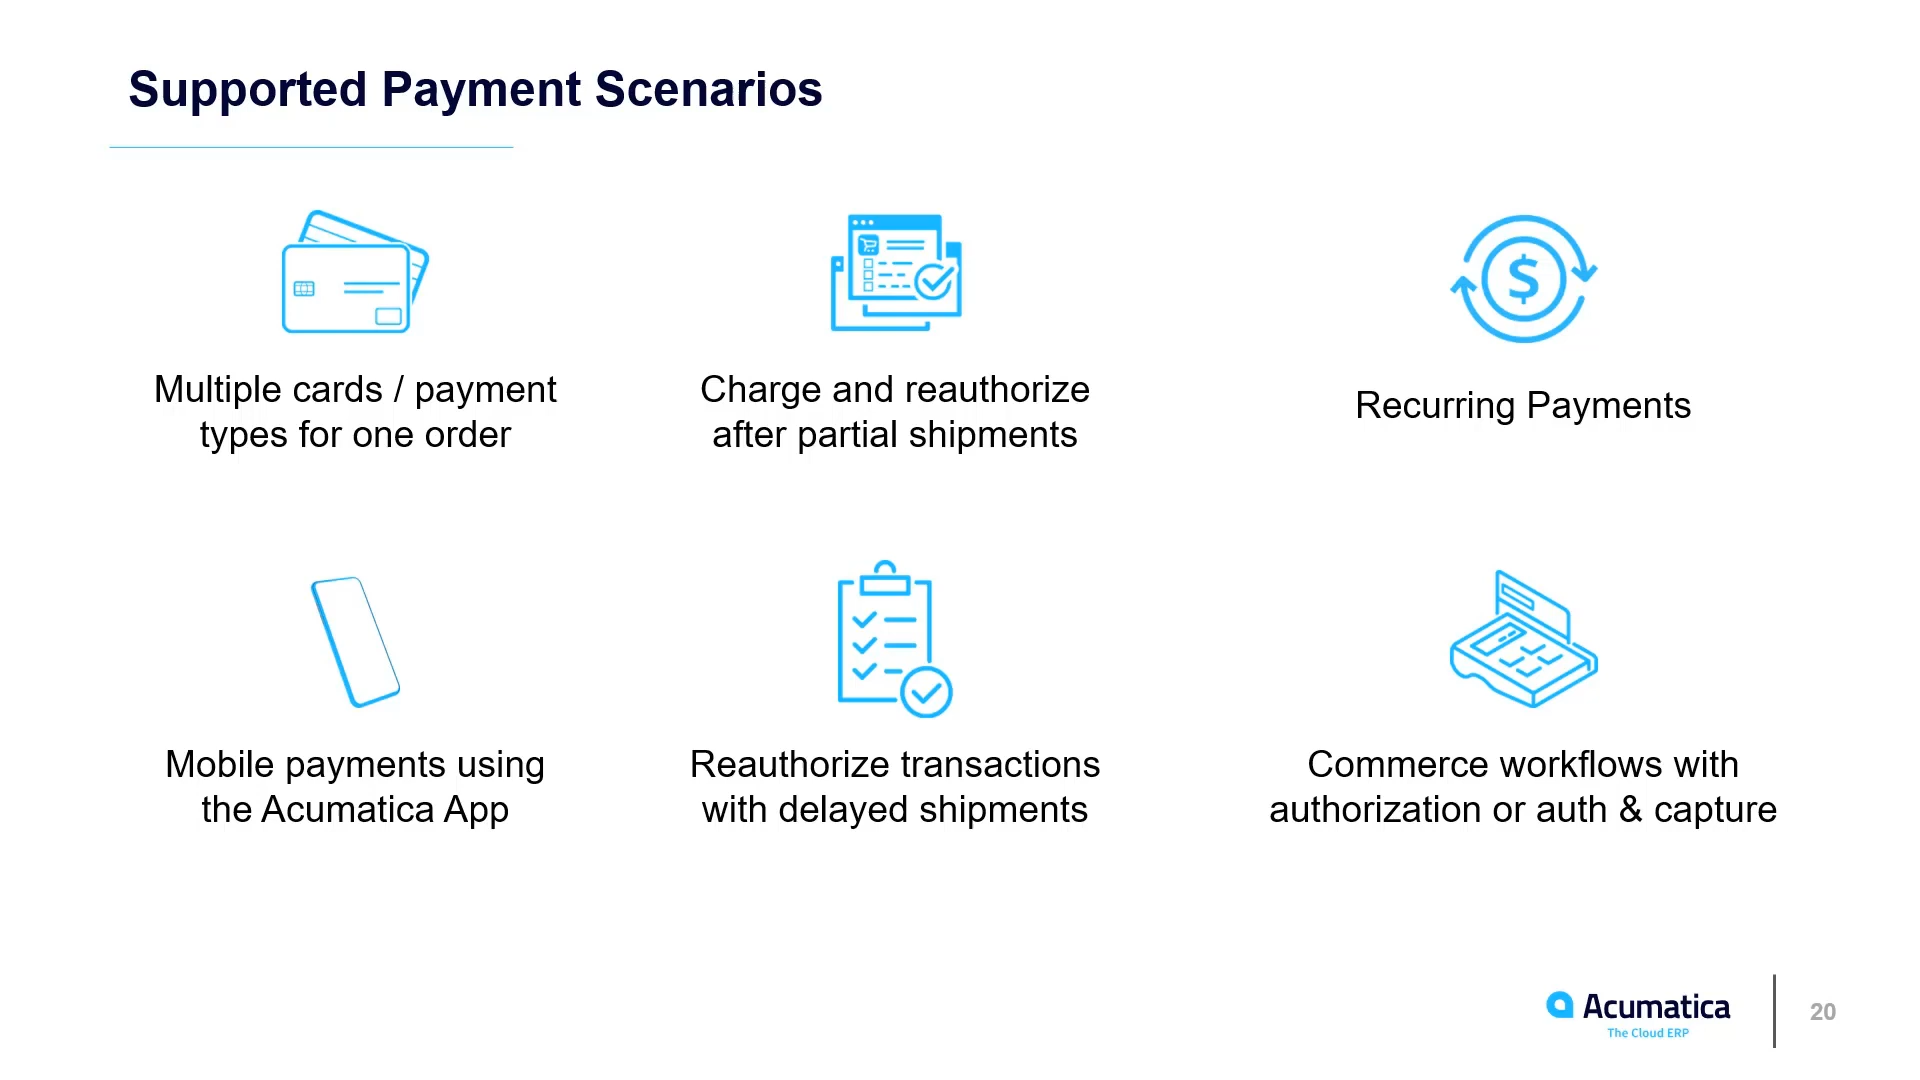 Supported Payment Scenarios
Multiple cards / payment
types for one order
Charge and reauthorize
after partial shipments
Recurring Payments
Mobile payments using
the Acumatica App
Reauthorize transactions
with delayed shipments
Commerce workflows with
authorization or auth & capture
Acumatica
The Cloud ERP
20